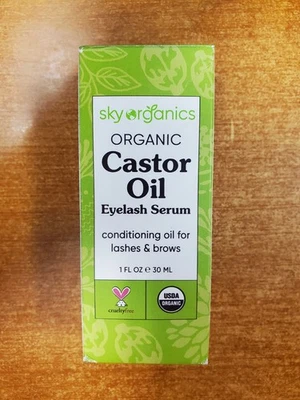 sky organics
ORGANIC
Castor
Oil
Eyelash Serum
conditioning oil for
lashes & brows
1 FL OZ ℮ 30 ML
crueltyfree
USDA
ORGANIC